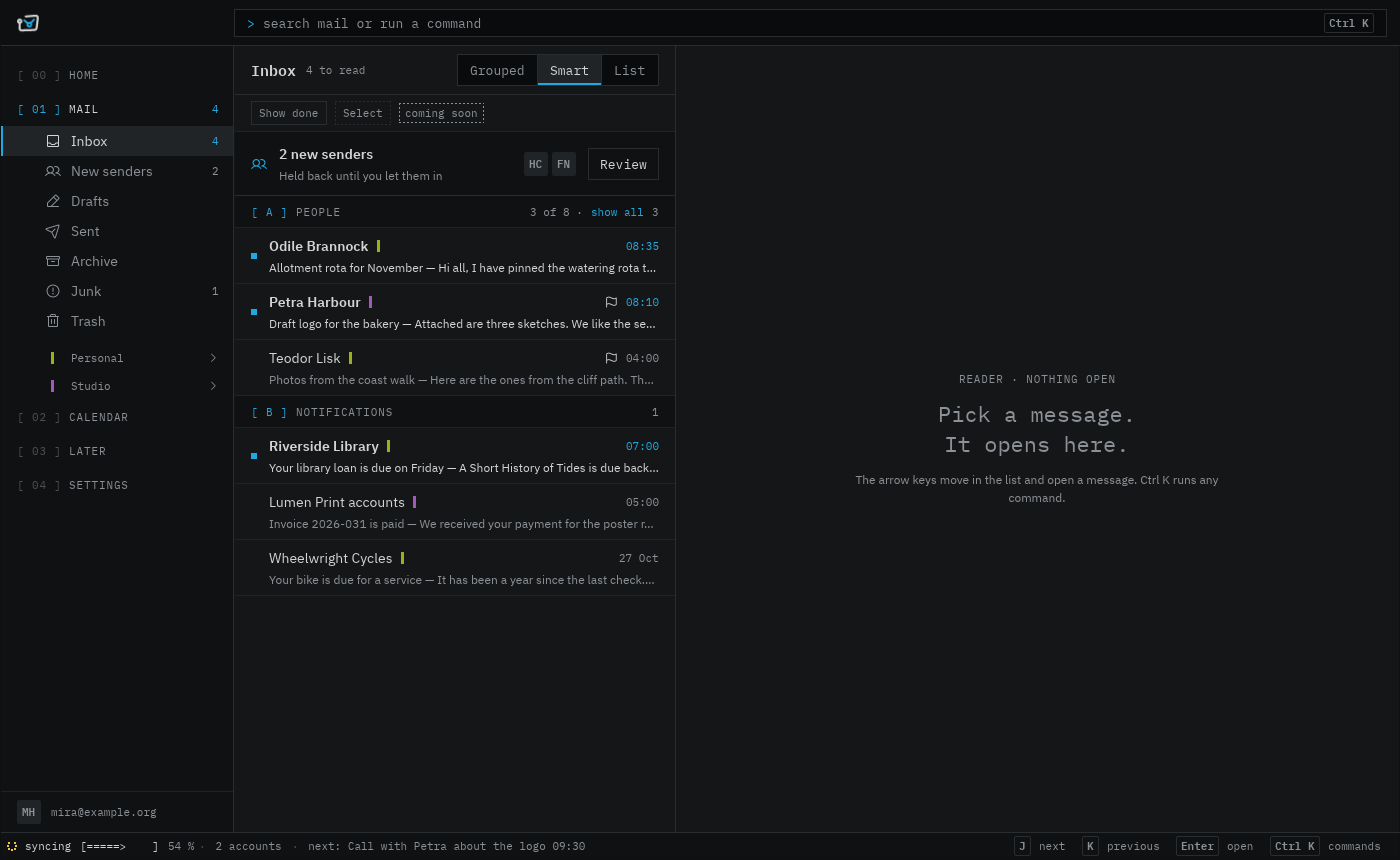 > search mail or run a command Ctrl K
[ 00 ] HOME
[ 01 ] MAIL 4
Inbox 4
New senders 2
Drafts
Sent
Archive
Junk 1
Trash
Personal
Studio
[ 02 ] CALENDAR
[ 03 ] LATER
[ 04 ] SETTINGS
MH mira@example.org
Inbox 4 to read Grouped Smart List
Show done Select coming soon
2 new senders
Held back until you let them in
HC FN Review
[ A ] PEOPLE 3 of 8 · show all 3
Odile Brannock 08:35
Allotment rota for November — Hi all, I have pinned the watering rota t…
Petra Harbour 08:10
Draft logo for the bakery — Attached are three sketches. We like the se…
Teodor Lisk 04:00
Photos from the coast walk — Here are the ones from the cliff path. Th…
[ B ] NOTIFICATIONS 1
Riverside Library 07:00
Your library loan is due on Friday — A Short History of Tides is due back…
Lumen Print accounts 05:00
Invoice 2026-031 is paid — We received your payment for the poster r…
Wheelwright Cycles 27 Oct
Your bike is due for a service — It has been a year since the last check.…
READER · NOTHING OPEN
Pick a message.
It opens here.
The arrow keys move in the list and open a message. Ctrl K runs any
command.
syncing [=====> ] 54 % · 2 accounts · next: Call with Petra about the logo 09:30
J next K previous Enter open Ctrl K commands